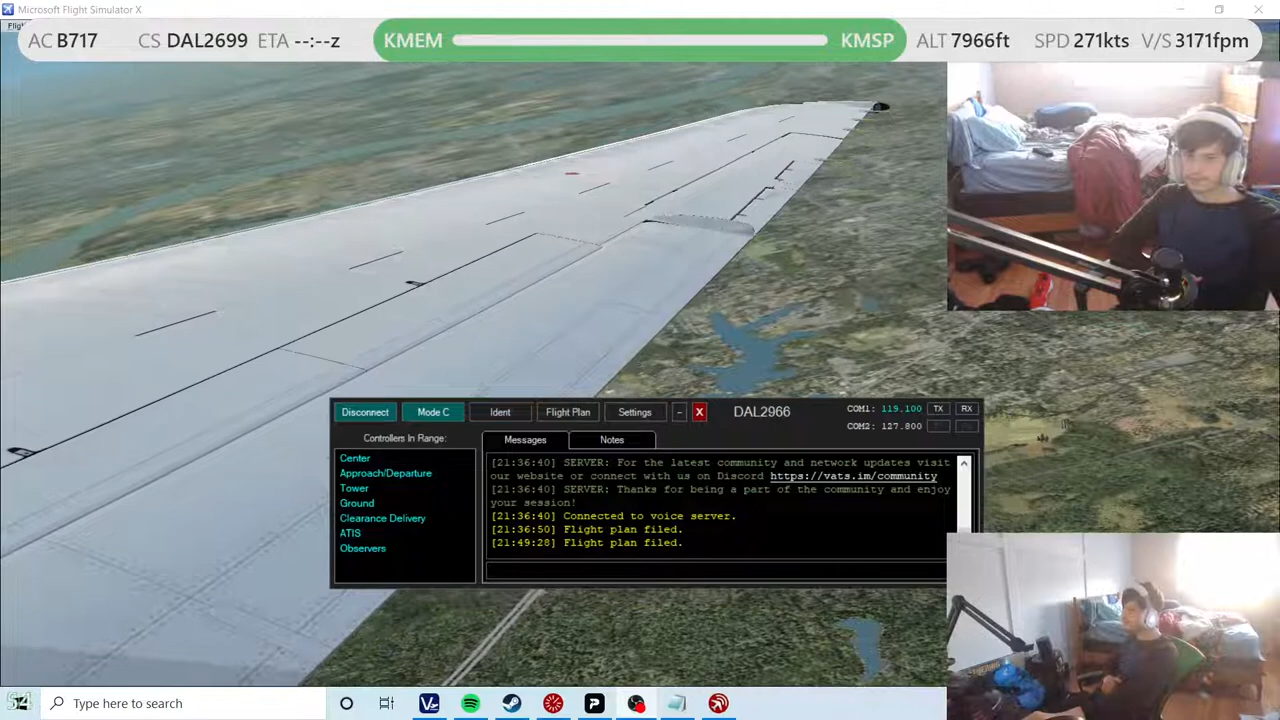 Microsoft Flight Simulator X
AC B717 CS DAL2699 ETA --:--z KMEM KMSP ALT 7966ft SPD 271kts V/S 3171fpm
Disconnect Mode C Ident Flight Plan Settings – X DAL2966 COM1: 119.100 TX RX
COM2: 127.800
Controllers In Range: Messages Notes
Center
Approach/Departure
Tower
Ground
Clearance Delivery
ATIS
Observers
[21:36:40] SERVER: For the latest community and network updates visit
our website or connect with us on Discord https://vats.im/community
[21:36:40] SERVER: Thanks for being a part of the community and enjoy
your session!
[21:36:40] Connected to voice server.
[21:36:50] Flight plan filed.
[21:49:28] Flight plan filed.
54
Type here to search